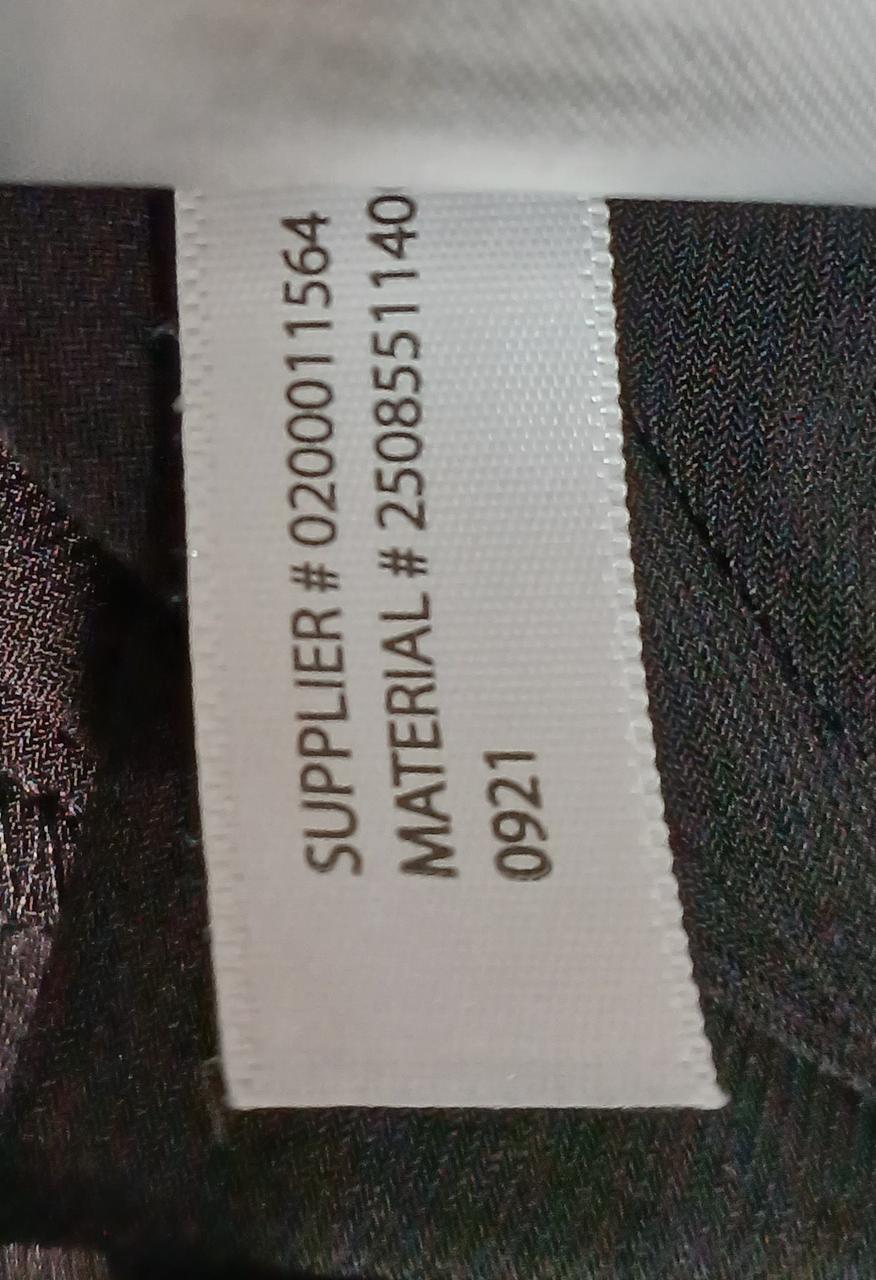 SUPPLIER # 0200011564
MATERIAL # 2508551140
0921